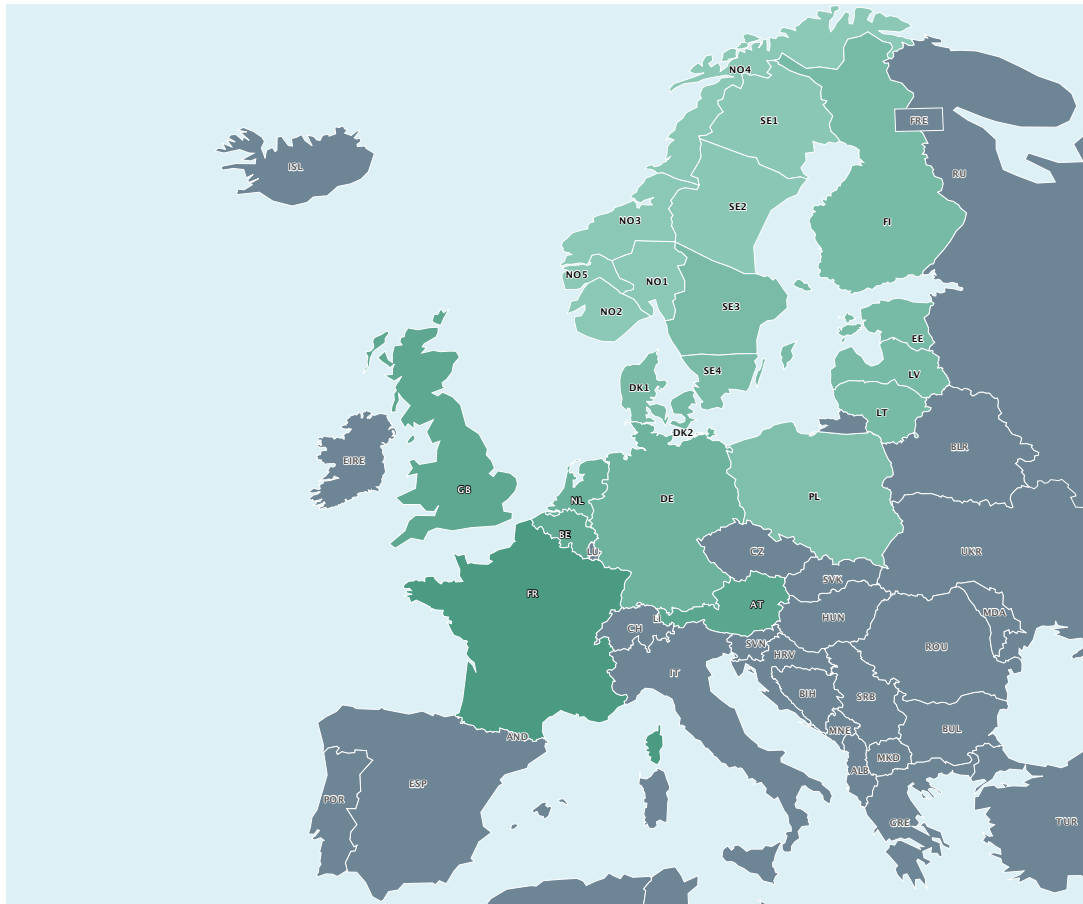 NO4
SE1
FRE
ISL
RU
SE2
NO3
FI
NO5
NO1
NO2
SE3
EE
SE4
LV
DK1
LT
DK2
BLR
EIRE
GB
NL
DE
PL
BE
LU
CZ
UKR
FR
SVK
AT
MDA
LI
HUN
CH
SVN
HRV
ROU
IT
BIH
SRB
AND
MNE
BUL
MKD
ALB
ESP
POR
GRE
TUR